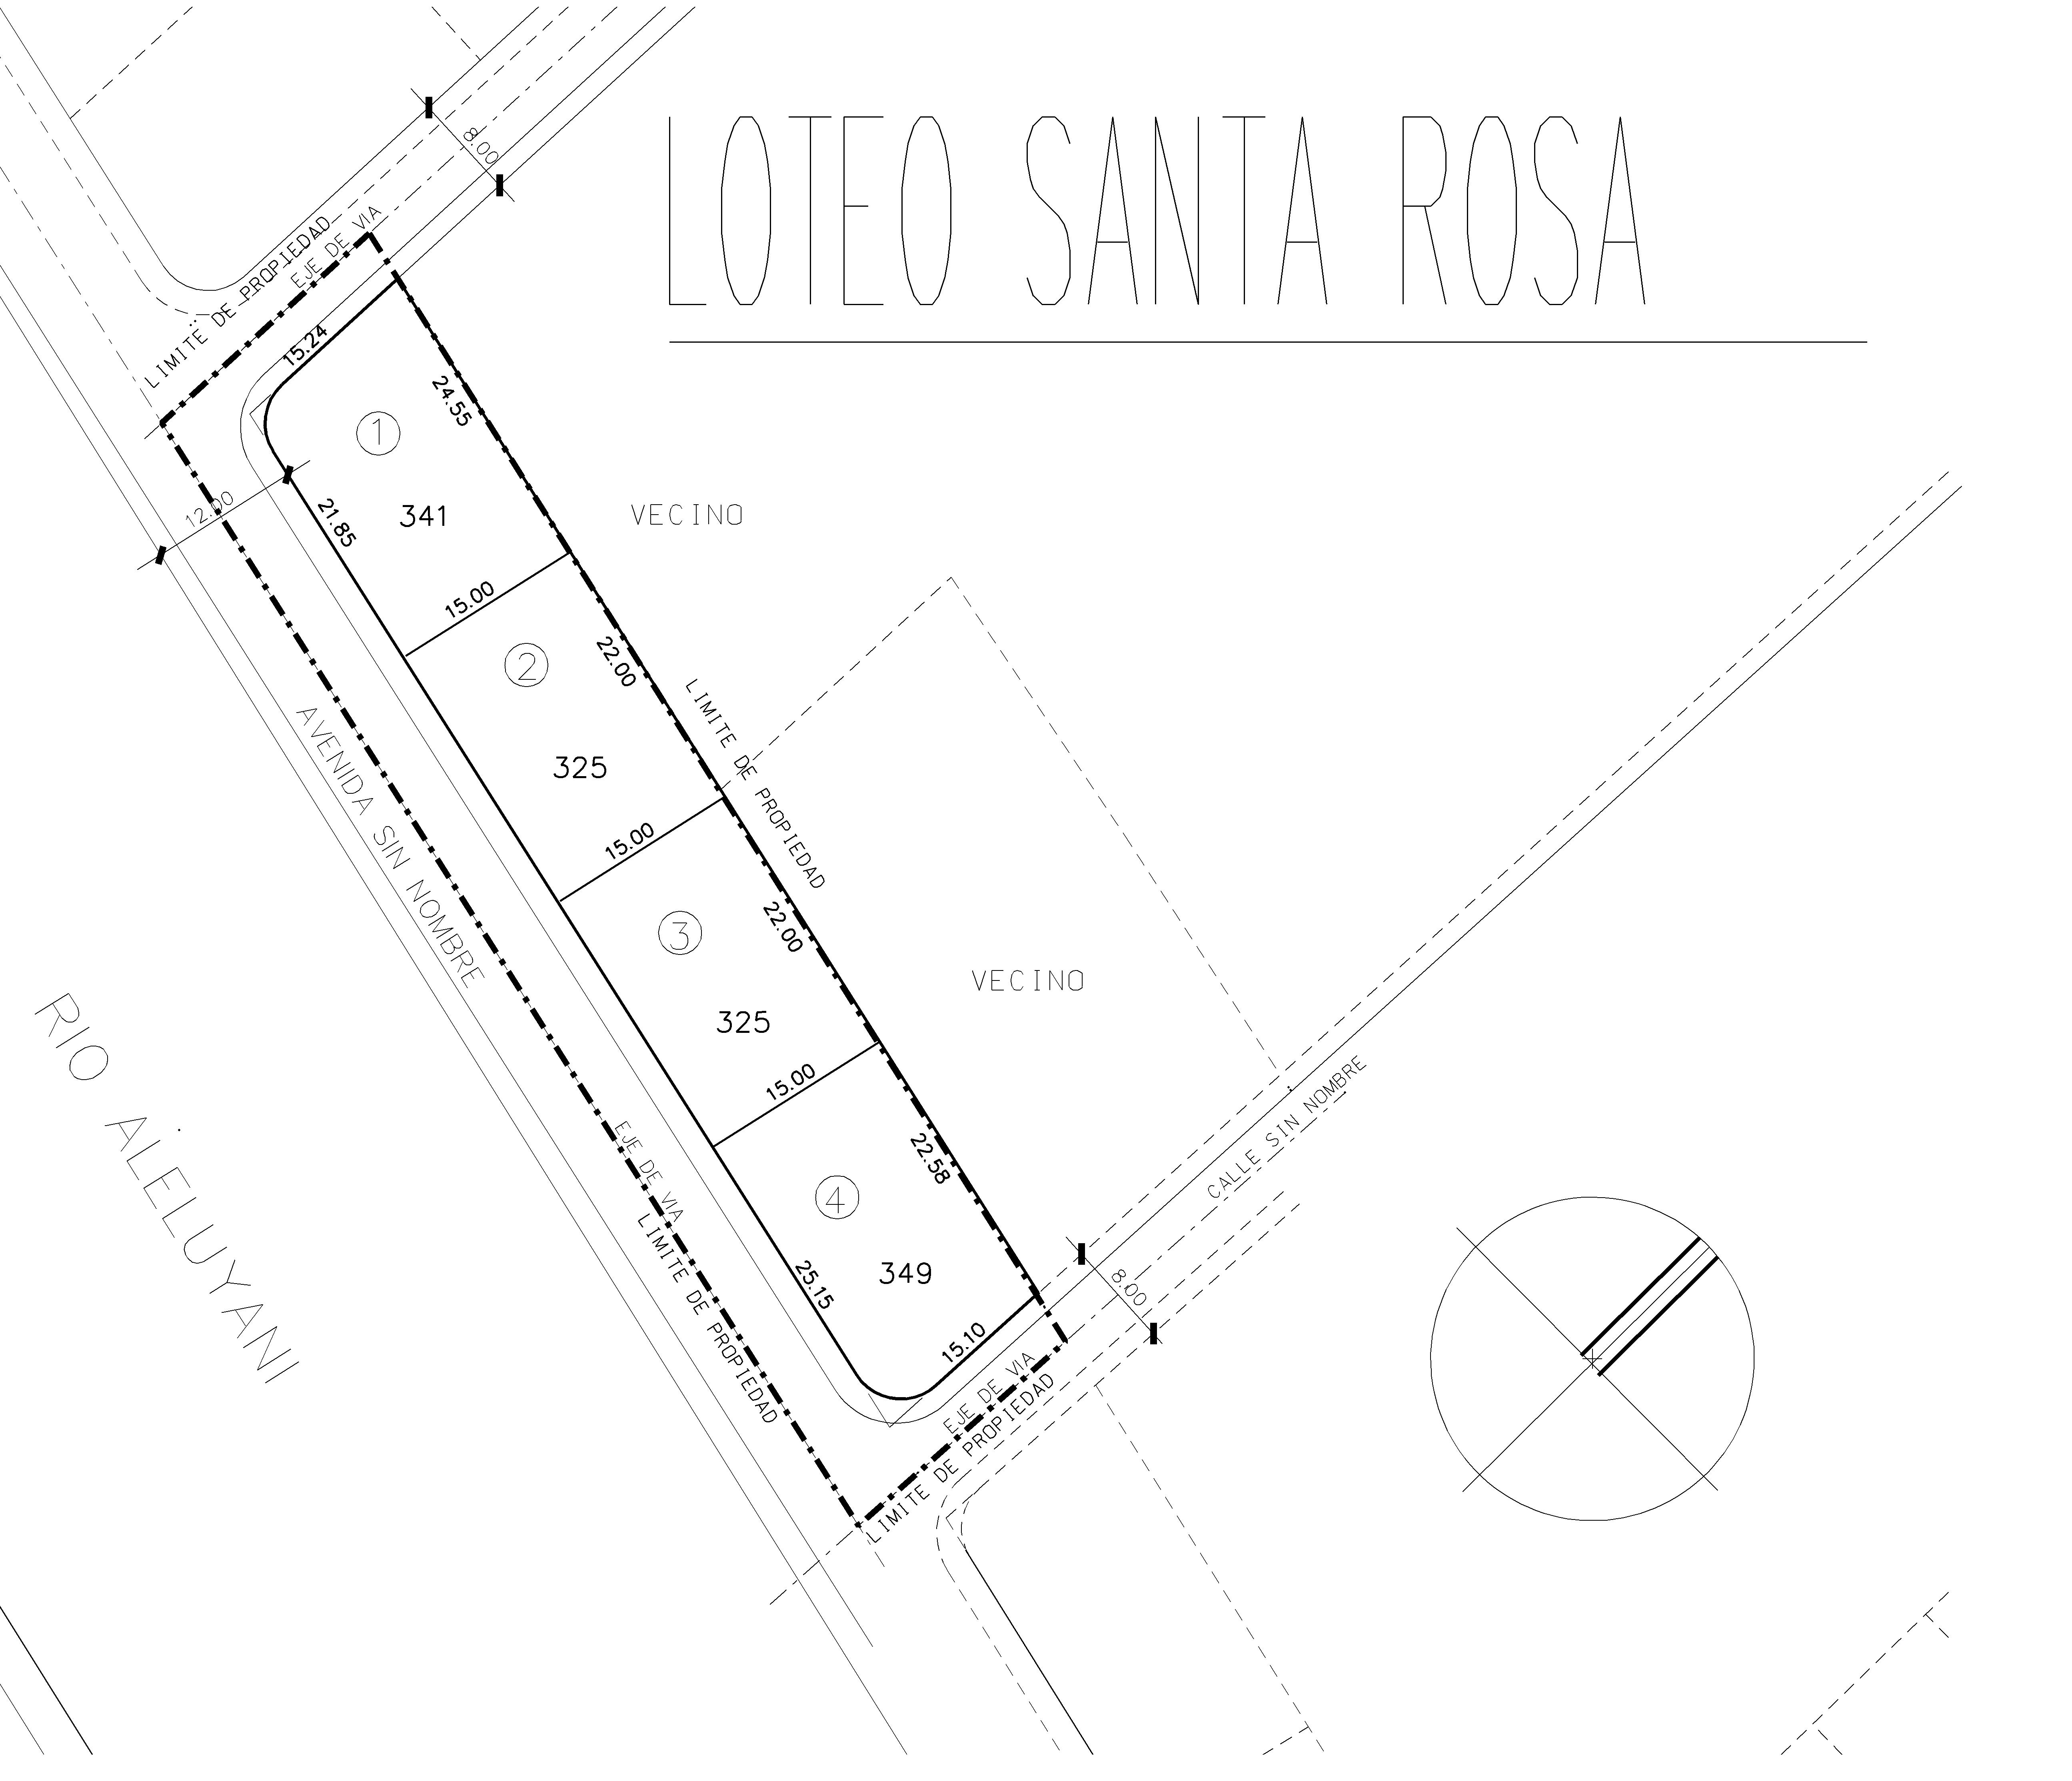 LOTEO SANTA ROSA
8.00
LIMITE DE PROPIEDAD
EJE DE VIA
15.24
24.55
1
341
21.85
12.00
15.00
VECINO
2
22.00
325
15.00
LIMITE DE PROPIEDAD
AVENIDA SIN NOMBRE
3
22.00
325
15.00
VECINO
RIO ALELUYANI
EJE DE VIA
LIMITE DE PROPIEDAD
22.58
4
349
25.15
15.10
8.00
CALLE SIN NOMBRE
EJE DE VIA
LIMITE DE PROPIEDAD